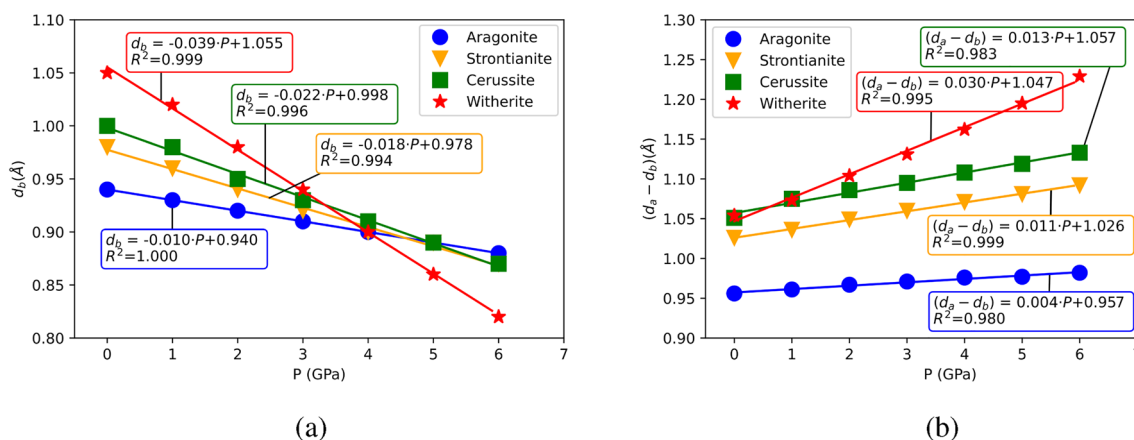 1.10
1.05
1.00
0.95
0.90
0.85
0.80
d_b(Å)
0 1 2 3 4 5 6 7
P (GPa)
d_b = -0.039·P+1.055
R²=0.999
d_b = -0.022·P+0.998
R²=0.996
d_b = -0.018·P+0.978
R²=0.994
d_b = -0.010·P+0.940
R²=1.000
Aragonite
Strontianite
Cerussite
Witherite
(a)
1.30
1.25
1.20
1.15
1.10
1.05
1.00
0.95
0.90
(d_a − d_b)(Å)
0 1 2 3 4 5 6
P (GPa)
Aragonite
Strontianite
Cerussite
Witherite
(d_a − d_b) = 0.013·P+1.057
R²=0.983
(d_a − d_b) = 0.030·P+1.047
R²=0.995
(d_a − d_b) = 0.011·P+1.026
R²=0.999
(d_a − d_b) = 0.004·P+0.957
R²=0.980
(b)